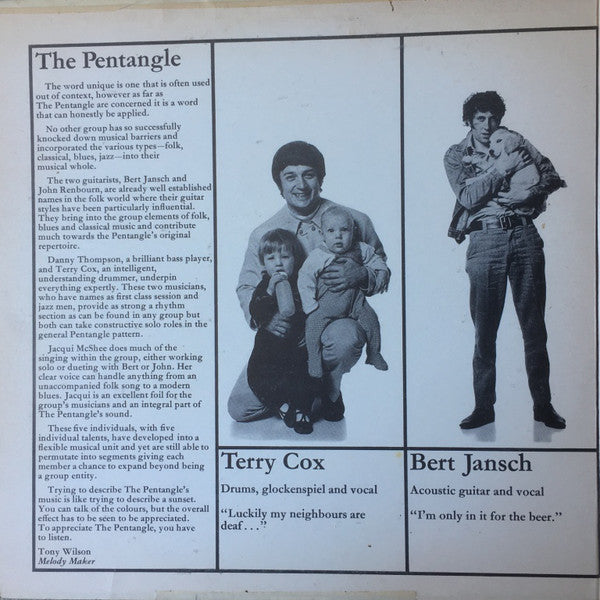 The Pentangle
The word unique is one that is often used
out of context, however as far as
The Pentangle are concerned it is a word
that can honestly be applied.
No other group has so successfully
knocked down musical barriers and
incorporated the various types—folk,
classical, blues, jazz—into their
musical whole.
The two guitarists, Bert Jansch and
John Renbourn, are already well established
names in the folk world where their guitar
styles have been particularly influential.
They bring into the group elements of folk,
blues and classical music and contribute
much towards the Pentangle's original
repertoire.
Danny Thompson, a brilliant bass player,
and Terry Cox, an intelligent,
understanding drummer, underpin
everything expertly. These two musicians,
who have names as first class session and
jazz men, provide as strong a rhythm
section as can be found in any group but
both can take constructive solo roles in the
general Pentangle pattern.
Jacqui McShee does much of the
singing within the group, either working
solo or dueting with Bert or John. Her
clear voice can handle anything from an
unaccompanied folk song to a modern
blues. Jacqui is an excellent foil for the
group's musicians and an integral part of
The Pentangle's sound.
These five individuals, with five
individual talents, have developed into a
flexible musical unit and yet are still able to
permutate into segments giving each
member a chance to expand beyond being
a group entity.
Trying to describe The Pentangle's
music is like trying to describe a sunset.
You can talk of the colours, but the overall
effect has to be seen to be appreciated.
To appreciate The Pentangle, you have
to listen.
Tony Wilson
Melody Maker
Terry Cox
Drums, glockenspiel and vocal
“Luckily my neighbours are
deaf . . .”
Bert Jansch
Acoustic guitar and vocal
“I'm only in it for the beer.”